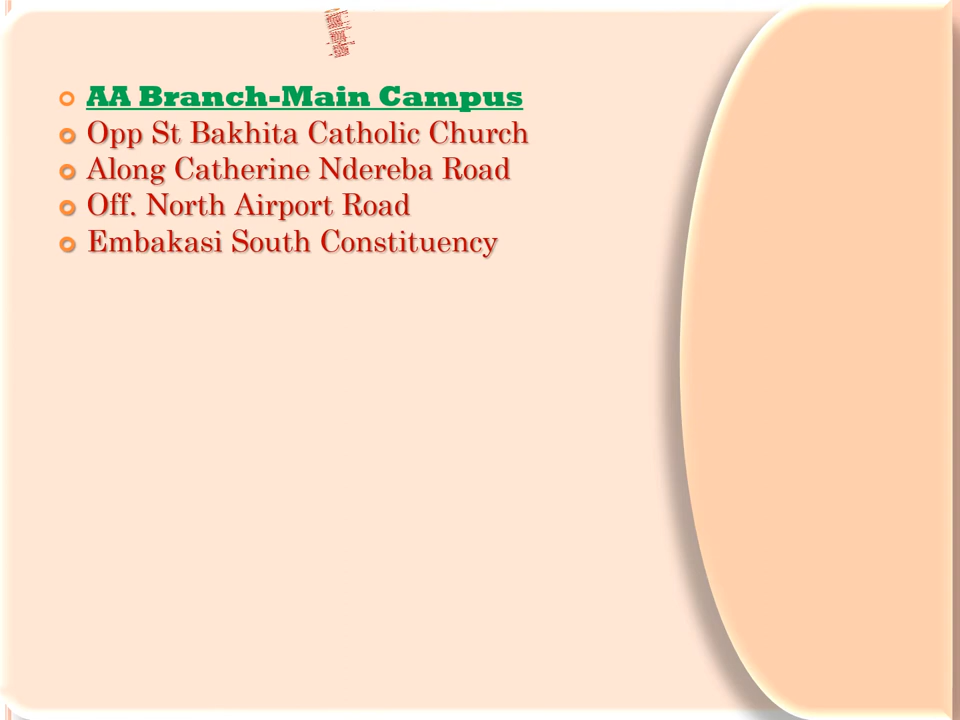 AA Branch-Main Campus
Opp St Bakhita Catholic Church
Along Catherine Ndereba Road
Off. North Airport Road
Embakasi South Constituency